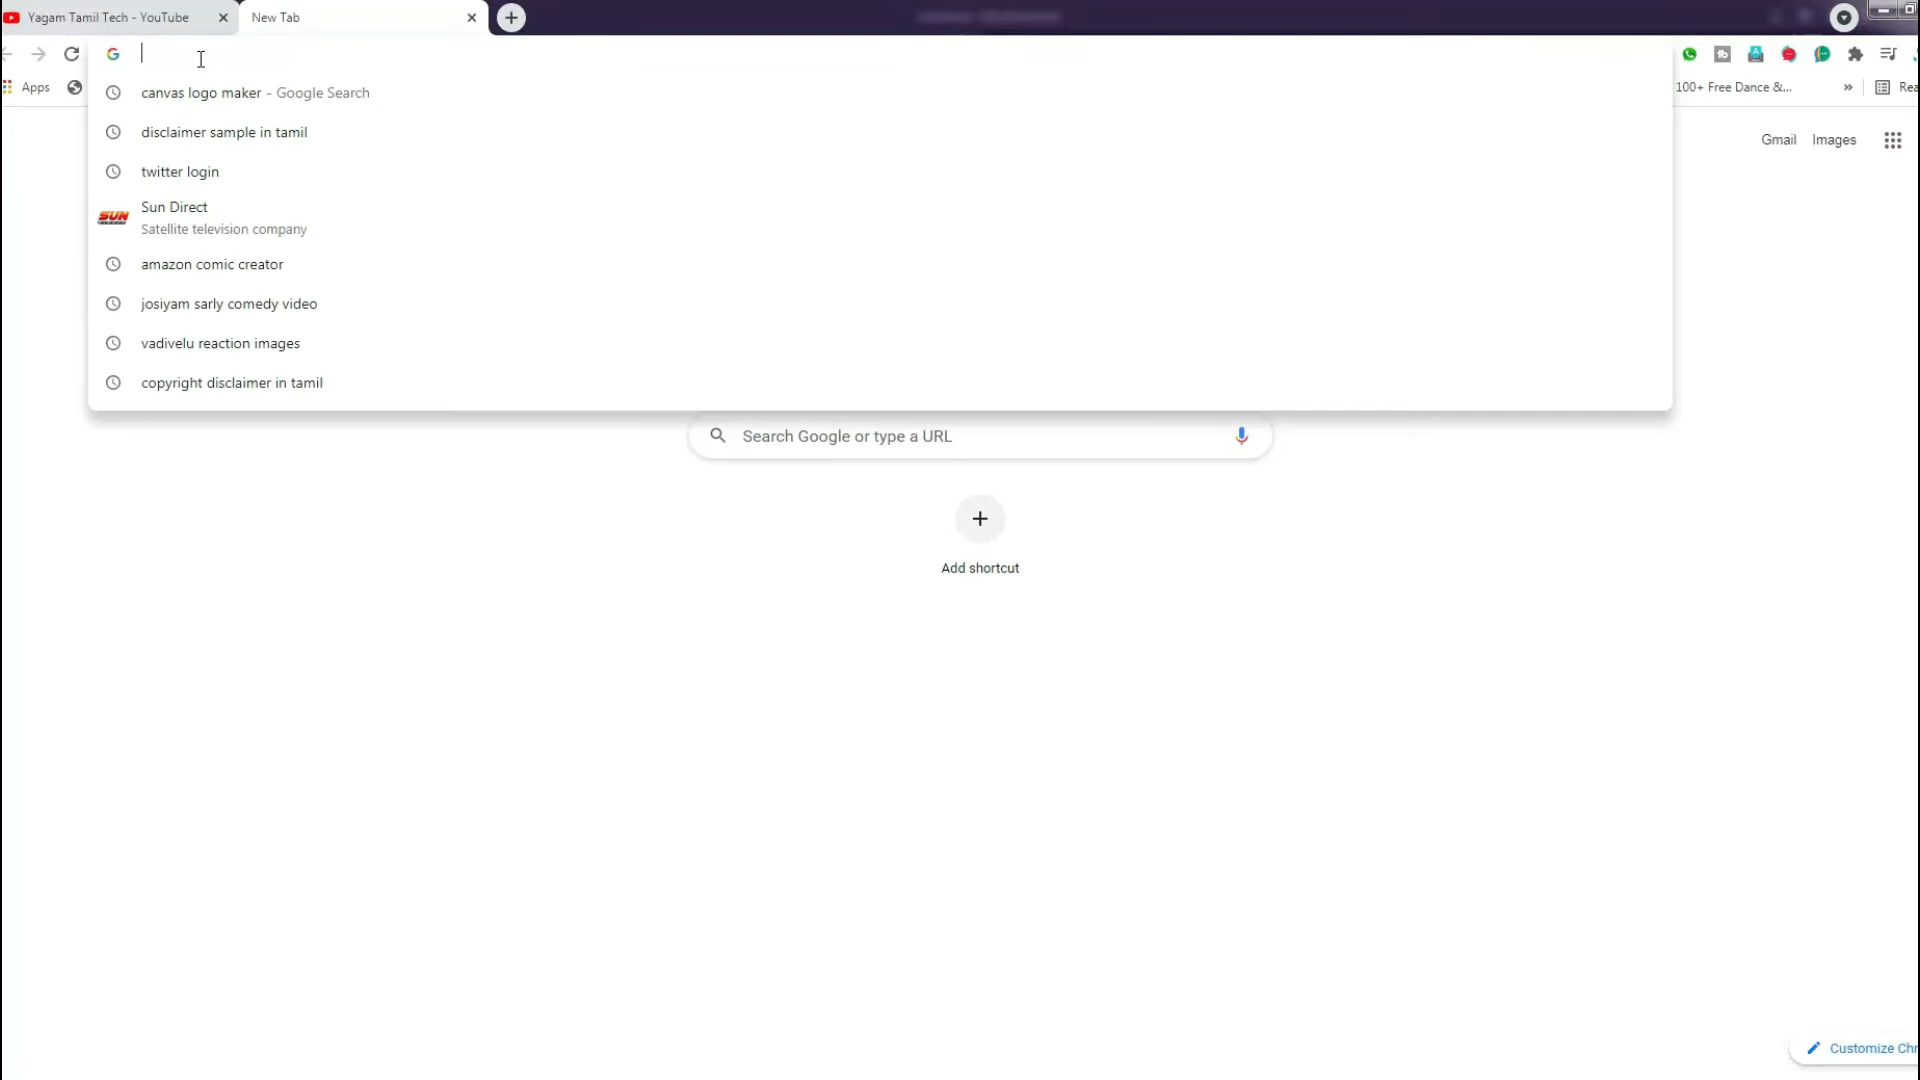 Yagam Tamil Tech - YouTube
New Tab
canvas logo maker - Google Search
Apps
100+ Free Dance &...
»
Rea
disclaimer sample in tamil
Gmail
Images
twitter login
SUN
Sun Direct
Satellite television company
amazon comic creator
josiyam sarly comedy video
vadivelu reaction images
copyright disclaimer in tamil
Search Google or type a URL
Add shortcut
Customize Chr